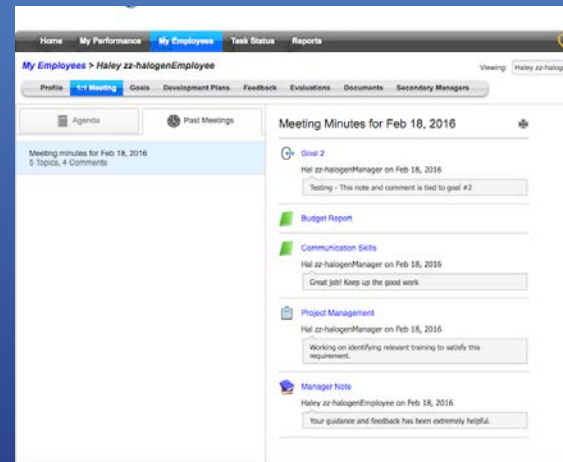 Home My Performance My Employees Task Status Reports
My Employees > Haley zz-halogenEmployee
Viewing: Haley zz-halog
Profile 1:1 Meeting Goals Development Plans Feedback Evaluations Documents Secondary Managers
Agenda Past Meetings
Meeting minutes for Feb 18, 2016
5 Topics, 4 Comments
Meeting Minutes for Feb 18, 2016
Goal 2
Hal zz-halogenManager on Feb 18, 2016
Testing - This note and comment is tied to goal #2
Budget Report
Communication Skills
Hal zz-halogenManager on Feb 18, 2016
Great job! Keep up the good work
Project Management
Hal zz-halogenManager on Feb 18, 2016
Working on identifying relevant training to satisfy this
requirement.
Manager Note
Haley zz-halogenEmployee on Feb 18, 2016
Your guidance and feedback has been extremely helpful.